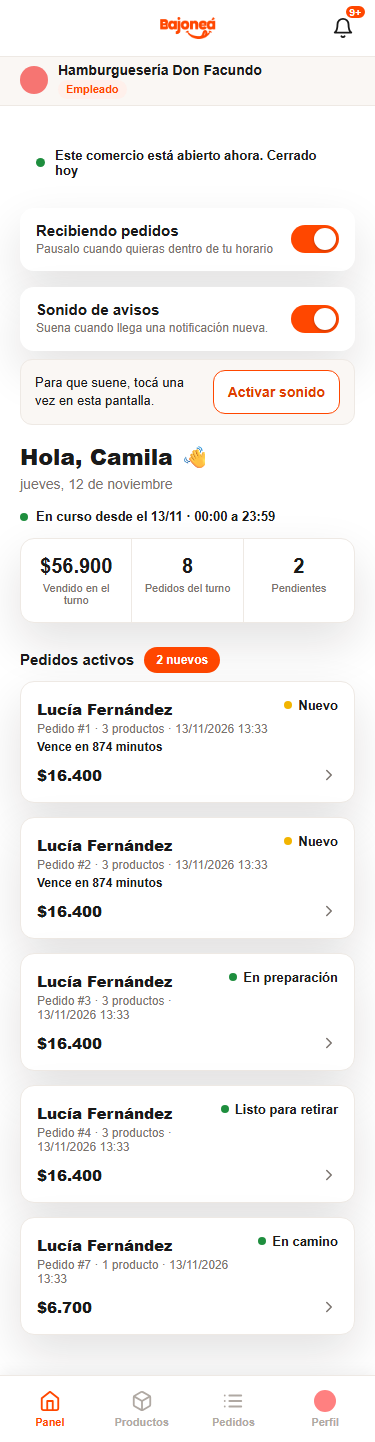 Bajoneá
9+
Hamburguesería Don Facundo
Empleado
Este comercio está abierto ahora. Cerrado
hoy
Recibiendo pedidos
Pausalo cuando quieras dentro de tu horario
Sonido de avisos
Suena cuando llega una notificación nueva.
Para que suene, tocá una
vez en esta pantalla.
Activar sonido
Hola, Camila 👋
jueves, 12 de noviembre
En curso desde el 13/11 · 00:00 a 23:59
$56.900
Vendido en el
turno
8
Pedidos del turno
2
Pendientes
Pedidos activos
2 nuevos
Lucía Fernández
Nuevo
Pedido #1 · 3 productos · 13/11/2026 13:33
Vence en 874 minutos
$16.400
Lucía Fernández
Nuevo
Pedido #2 · 3 productos · 13/11/2026 13:33
Vence en 874 minutos
$16.400
Lucía Fernández
En preparación
Pedido #3 · 3 productos ·
13/11/2026 13:33
$16.400
Lucía Fernández
Listo para retirar
Pedido #4 · 3 productos ·
13/11/2026 13:33
$16.400
Lucía Fernández
En camino
Pedido #7 · 1 producto · 13/11/2026
13:33
$6.700
Panel
Productos
Pedidos
Perfil